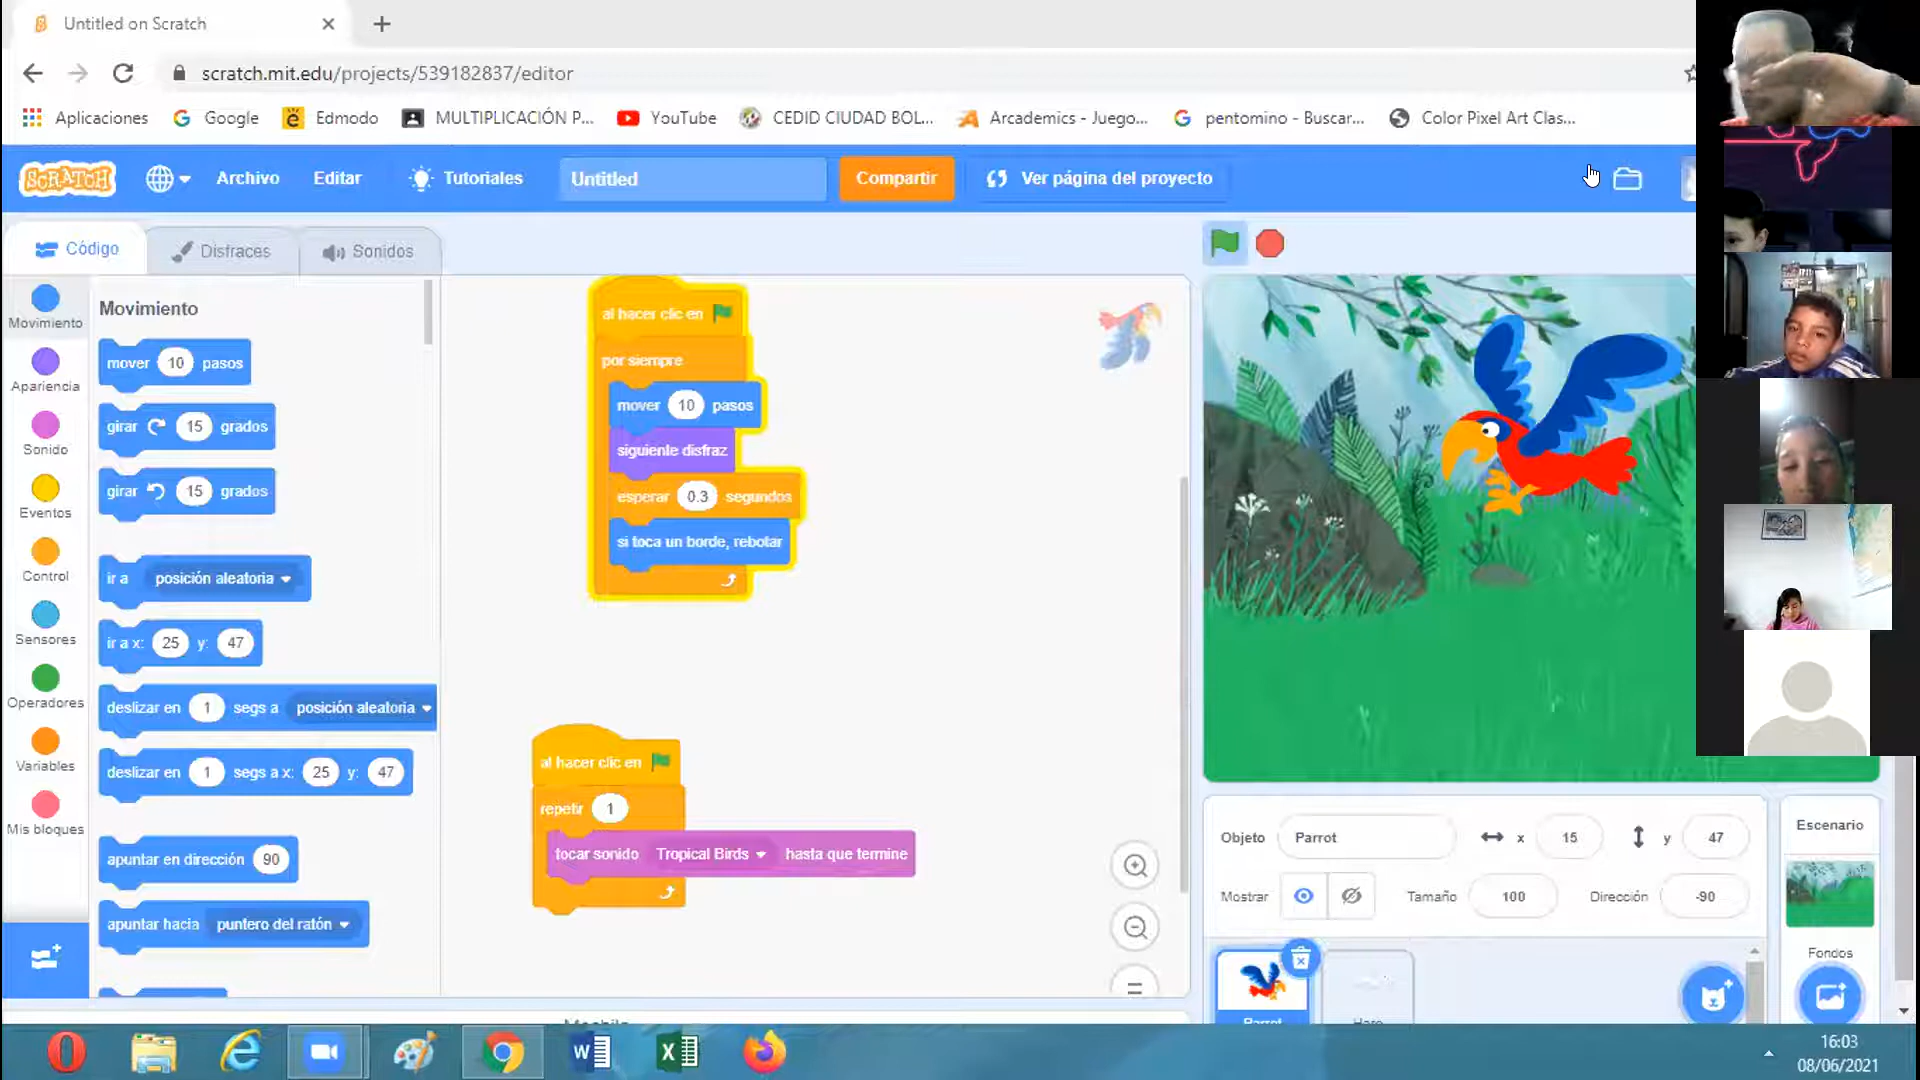 Untitled on Scratch
scratch.mit.edu/projects/539182837/editor
Aplicaciones
Google
Edmodo
MULTIPLICACIÓN P...
YouTube
CEDID CIUDAD BOL...
Arcademics - Juego...
pentomino - Buscar...
Color Pixel Art Clas...
SCRATCH
Archivo
Editar
Tutoriales
Untitled
Compartir
Ver página del proyecto
Código
Disfraces
Sonidos
Movimiento
Apariencia
Sonido
Eventos
Control
Sensores
Operadores
Variables
Mis bloques
Movimiento
mover 10 pasos
girar 15 grados
girar 15 grados
ir a posición aleatoria
ir a x: 25 y: 47
deslizar en 1 segs a posición aleatoria
deslizar en 1 segs a x: 25 y: 47
apuntar en dirección 90
apuntar hacia puntero del ratón
al hacer clic en
por siempre
mover 10 pasos
siguiente disfraz
esperar 0.3 segundos
si toca un borde, rebotar
al hacer clic en
repetir 1
tocar sonido Tropical Birds hasta que termine
Objeto Parrot x 15 y 47
Mostrar Tamaño 100 Dirección -90
Parrot
Escenario
Fondos
16:03
08/06/2021